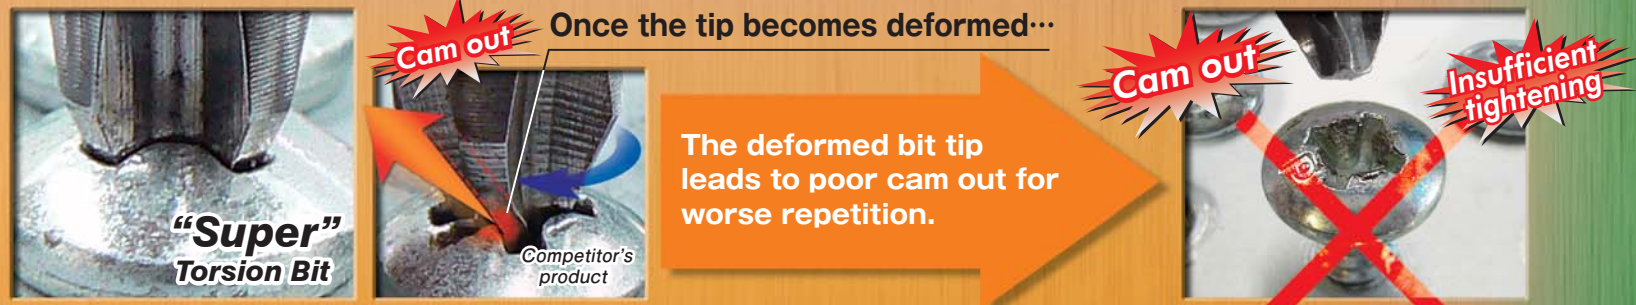 “Super”
Torsion Bit
Cam out
Once the tip becomes deformed…
Competitor’s
product
The deformed bit tip
leads to poor cam out for
worse repetition.
Cam out
Insufficient
tightening